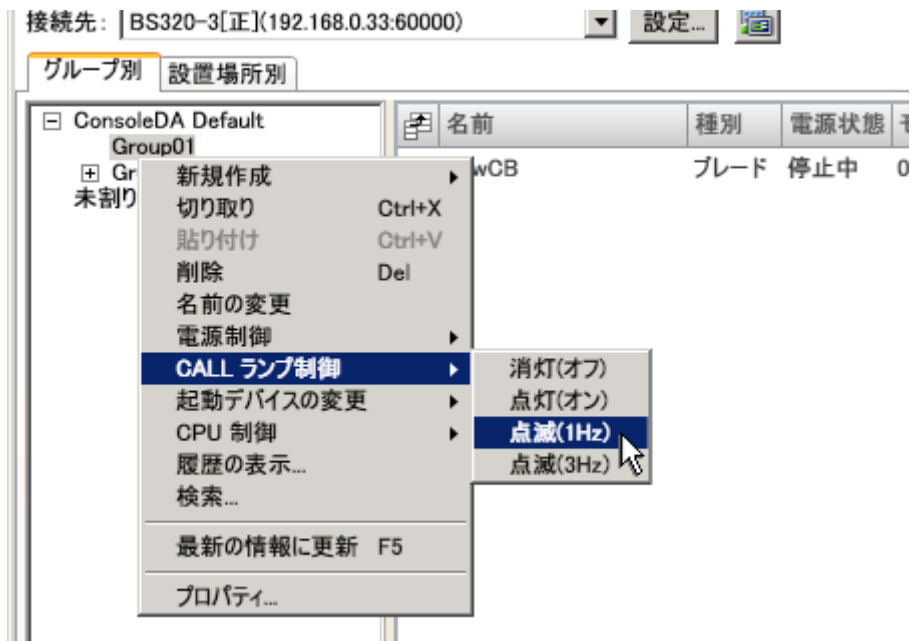 接続先: BS320-3[正](192.168.0.33:60000) 設定...
グループ別 設置場所別
ConsoleDA Default
Group01
Gr
未割り
名前 種別 電源状態
wCB ブレード 停止中 0
新規作成
切り取り Ctrl+X
貼り付け Ctrl+V
削除 Del
名前の変更
電源制御
CALL ランプ制御
起動デバイスの変更
CPU 制御
履歴の表示...
検索...
最新の情報に更新 F5
プロパティ...
消灯(オフ)
点灯(オン)
点滅(1Hz)
点滅(3Hz)